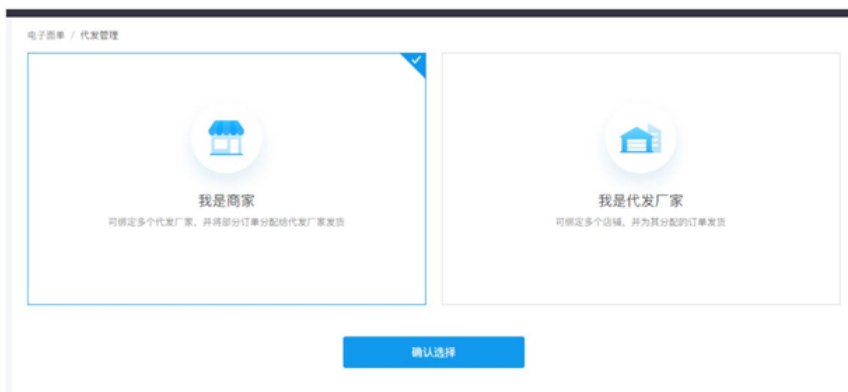 电子面单 / 代发管理
我是商家
可绑定多个代发厂家，并将部分订单分配给代发厂家发货
我是代发厂家
可绑定多个店铺，并为其分配的订单发货
确认选择